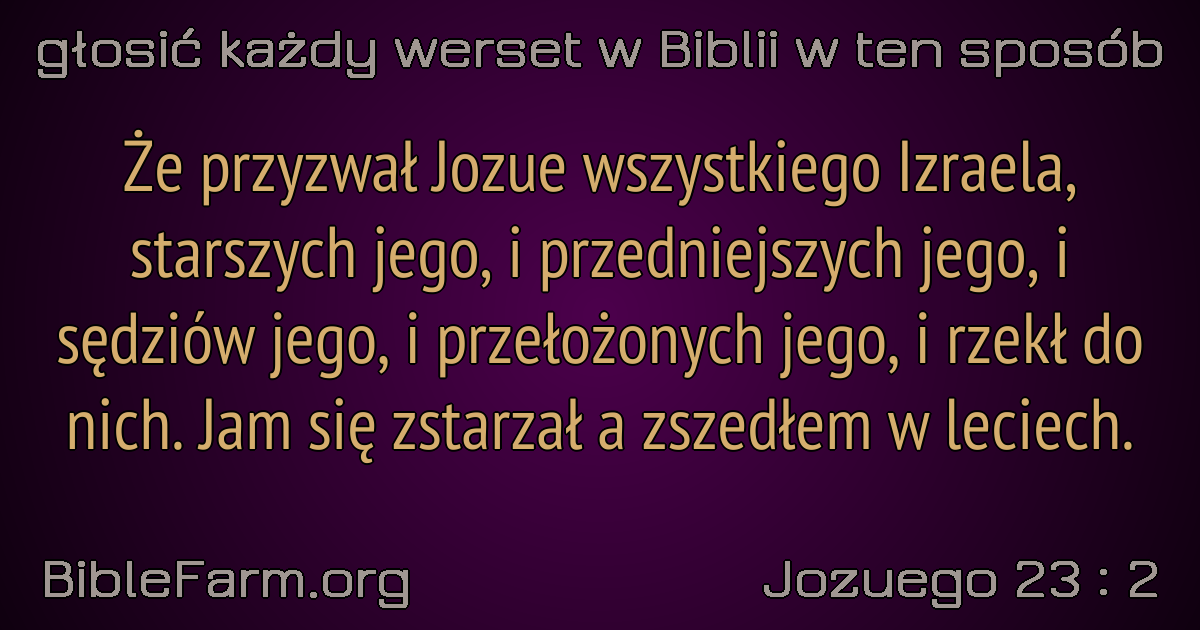 głosić każdy werset w Biblii w ten sposób
Że przyzwał Jozue wszystkiego Izraela,
starszych jego, i przedniejszych jego, i
sędziów jego, i przełożonych jego, i rzekł do
nich. Jam się zstarzał a zszedłem w leciech.
BibleFarm.org
Jozuego 23 : 2